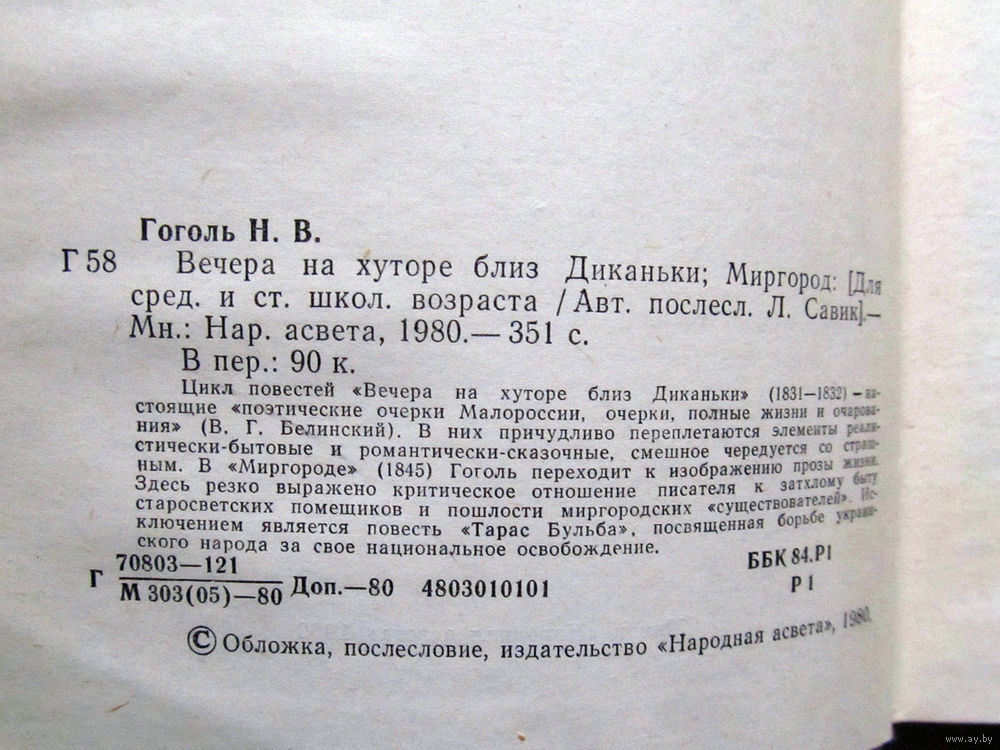 Гоголь Н. В.
Г 58 Вечера на хуторе близ Диканьки; Миргород: [Для
сред. и ст. школ. возраста / Авт. послесл. Л. Савик].—
Мн.: Нар. асвета, 1980.— 351 с.
В пер.: 90 к.
Цикл повестей «Вечера на хуторе близ Диканьки» (1831—1832) — на-
стоящие «поэтические очерки Малороссии, очерки, полные жизни и очарова-
ния» (В. Г. Белинский). В них причудливо переплетаются элементы реали-
стически-бытовые и романтически-сказочные, смешное чередуется со страш-
ным. В «Миргороде» (1845) Гоголь переходит к изображению прозы жизни.
Здесь резко выражено критическое отношение писателя к затхлому быту
старосветских помещиков и пошлости миргородских «существователей». Ис-
ключением является повесть «Тарас Бульба», посвященная борьбе украин-
ского народа за свое национальное освобождение.
Г 70803—121
М 303(05)—80 Доп.—80 4803010101
ББК 84.Р1
Р 1
© Обложка, послесловие, издательство «Народная асвета», 1980.
www.ay.by